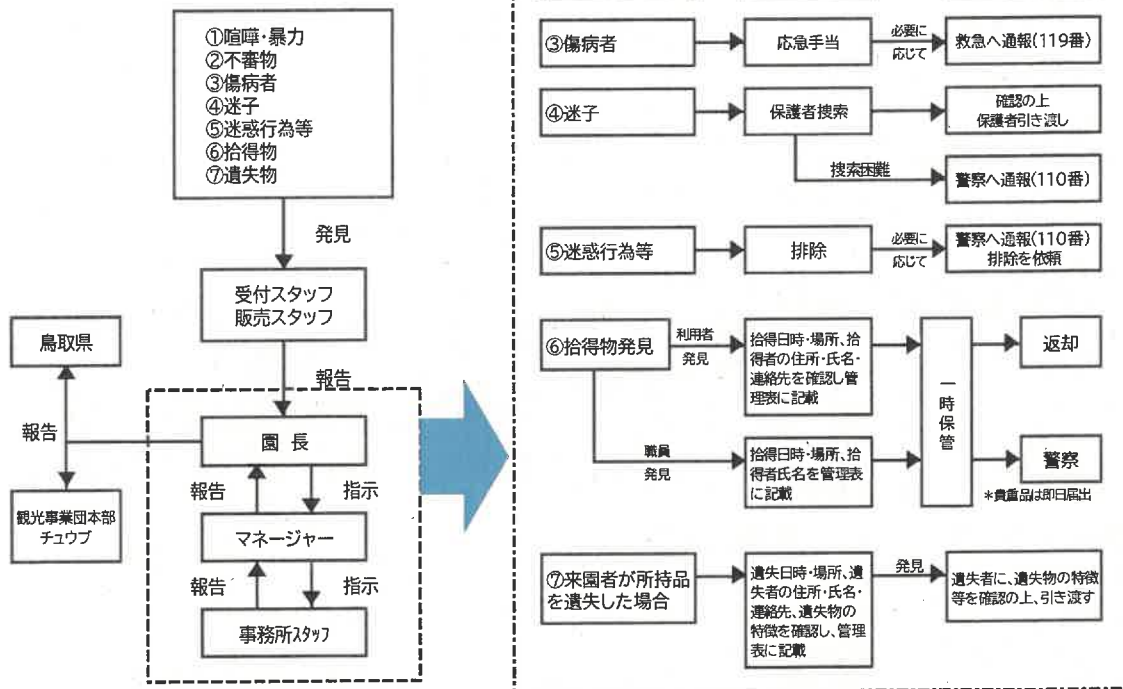 ①喧嘩・暴力
②不審物
③傷病者
④迷子
⑤迷惑行為等
⑥拾得物
⑦遺失物
発見
受付スタッフ
販売スタッフ
報告
鳥取県
報告
観光事業団本部
チュウブ
園 長
報告
指示
マネージャー
報告
指示
事務所スタッフ
③傷病者
応急手当
必要に
応じて
救急へ通報(119番)
④迷子
保護者捜索
確認の上
保護者引き渡し
捜索困難
警察へ通報(110番)
⑤迷惑行為等
排除
必要に
応じて
警察へ通報(110番)
排除を依頼
⑥拾得物発見
利用者
発見
拾得日時・場所、拾
得者の住所・氏名・
連絡先を確認し管
理表に記載
職員
発見
拾得日時・場所、拾
得者氏名を管理表
に記載
一時保管
返却
警察
*貴重品は即日届出
⑦来園者が所持品
を遺失した場合
遺失日時・場所、遺
失者の住所・氏名・
連絡先、遺失物の
特徴を確認し、管理
表に記載
発見
遺失者に、遺失物の特徴
等を確認の上、引き渡す